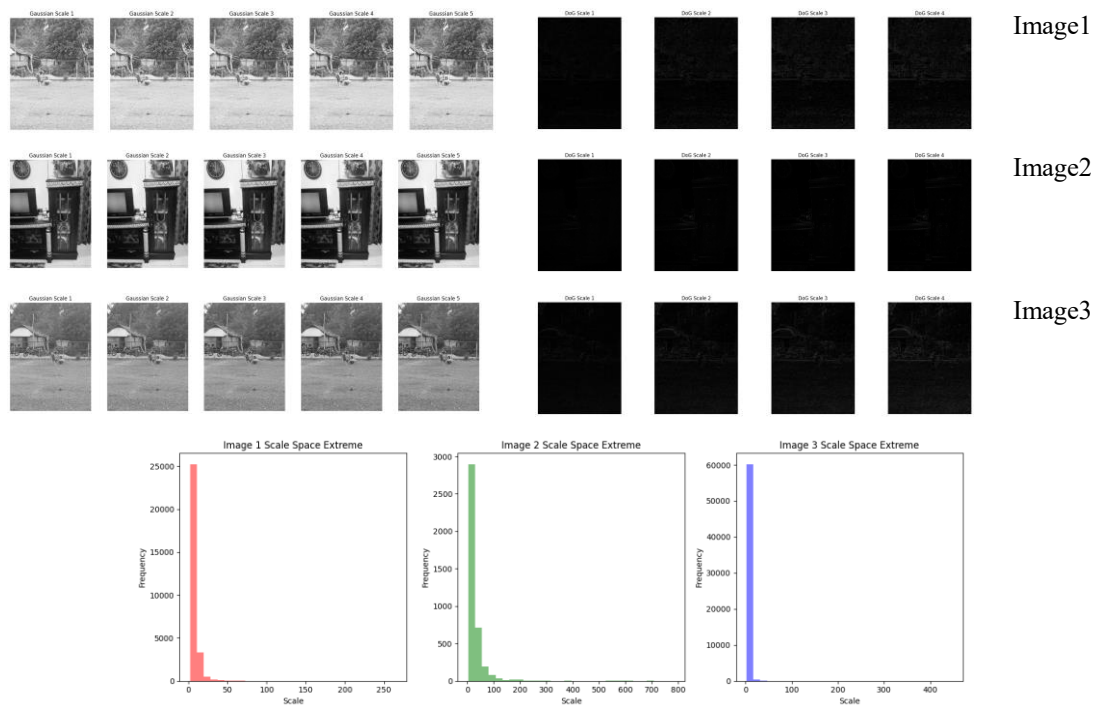 Gaussian Scale 1 Gaussian Scale 2 Gaussian Scale 3 Gaussian Scale 4 Gaussian Scale 5 DoG Scale 1 DoG Scale 2 DoG Scale 3 DoG Scale 4 Image1
Gaussian Scale 1 Gaussian Scale 2 Gaussian Scale 3 Gaussian Scale 4 Gaussian Scale 5 DoG Scale 1 DoG Scale 2 DoG Scale 3 DoG Scale 4 Image2
Gaussian Scale 1 Gaussian Scale 2 Gaussian Scale 3 Gaussian Scale 4 Gaussian Scale 5 DoG Scale 1 DoG Scale 2 DoG Scale 3 DoG Scale 4 Image3
Image 1 Scale Space Extreme
25000
20000
15000
10000
5000
0
Frequency
0 50 100 150 200 250
Scale
Image 2 Scale Space Extreme
3000
2500
2000
1500
1000
500
0
Frequency
0 100 200 300 400 500 600 700 800
Scale
Image 3 Scale Space Extreme
60000
50000
40000
30000
20000
10000
0
Frequency
0 100 200 300 400
Scale